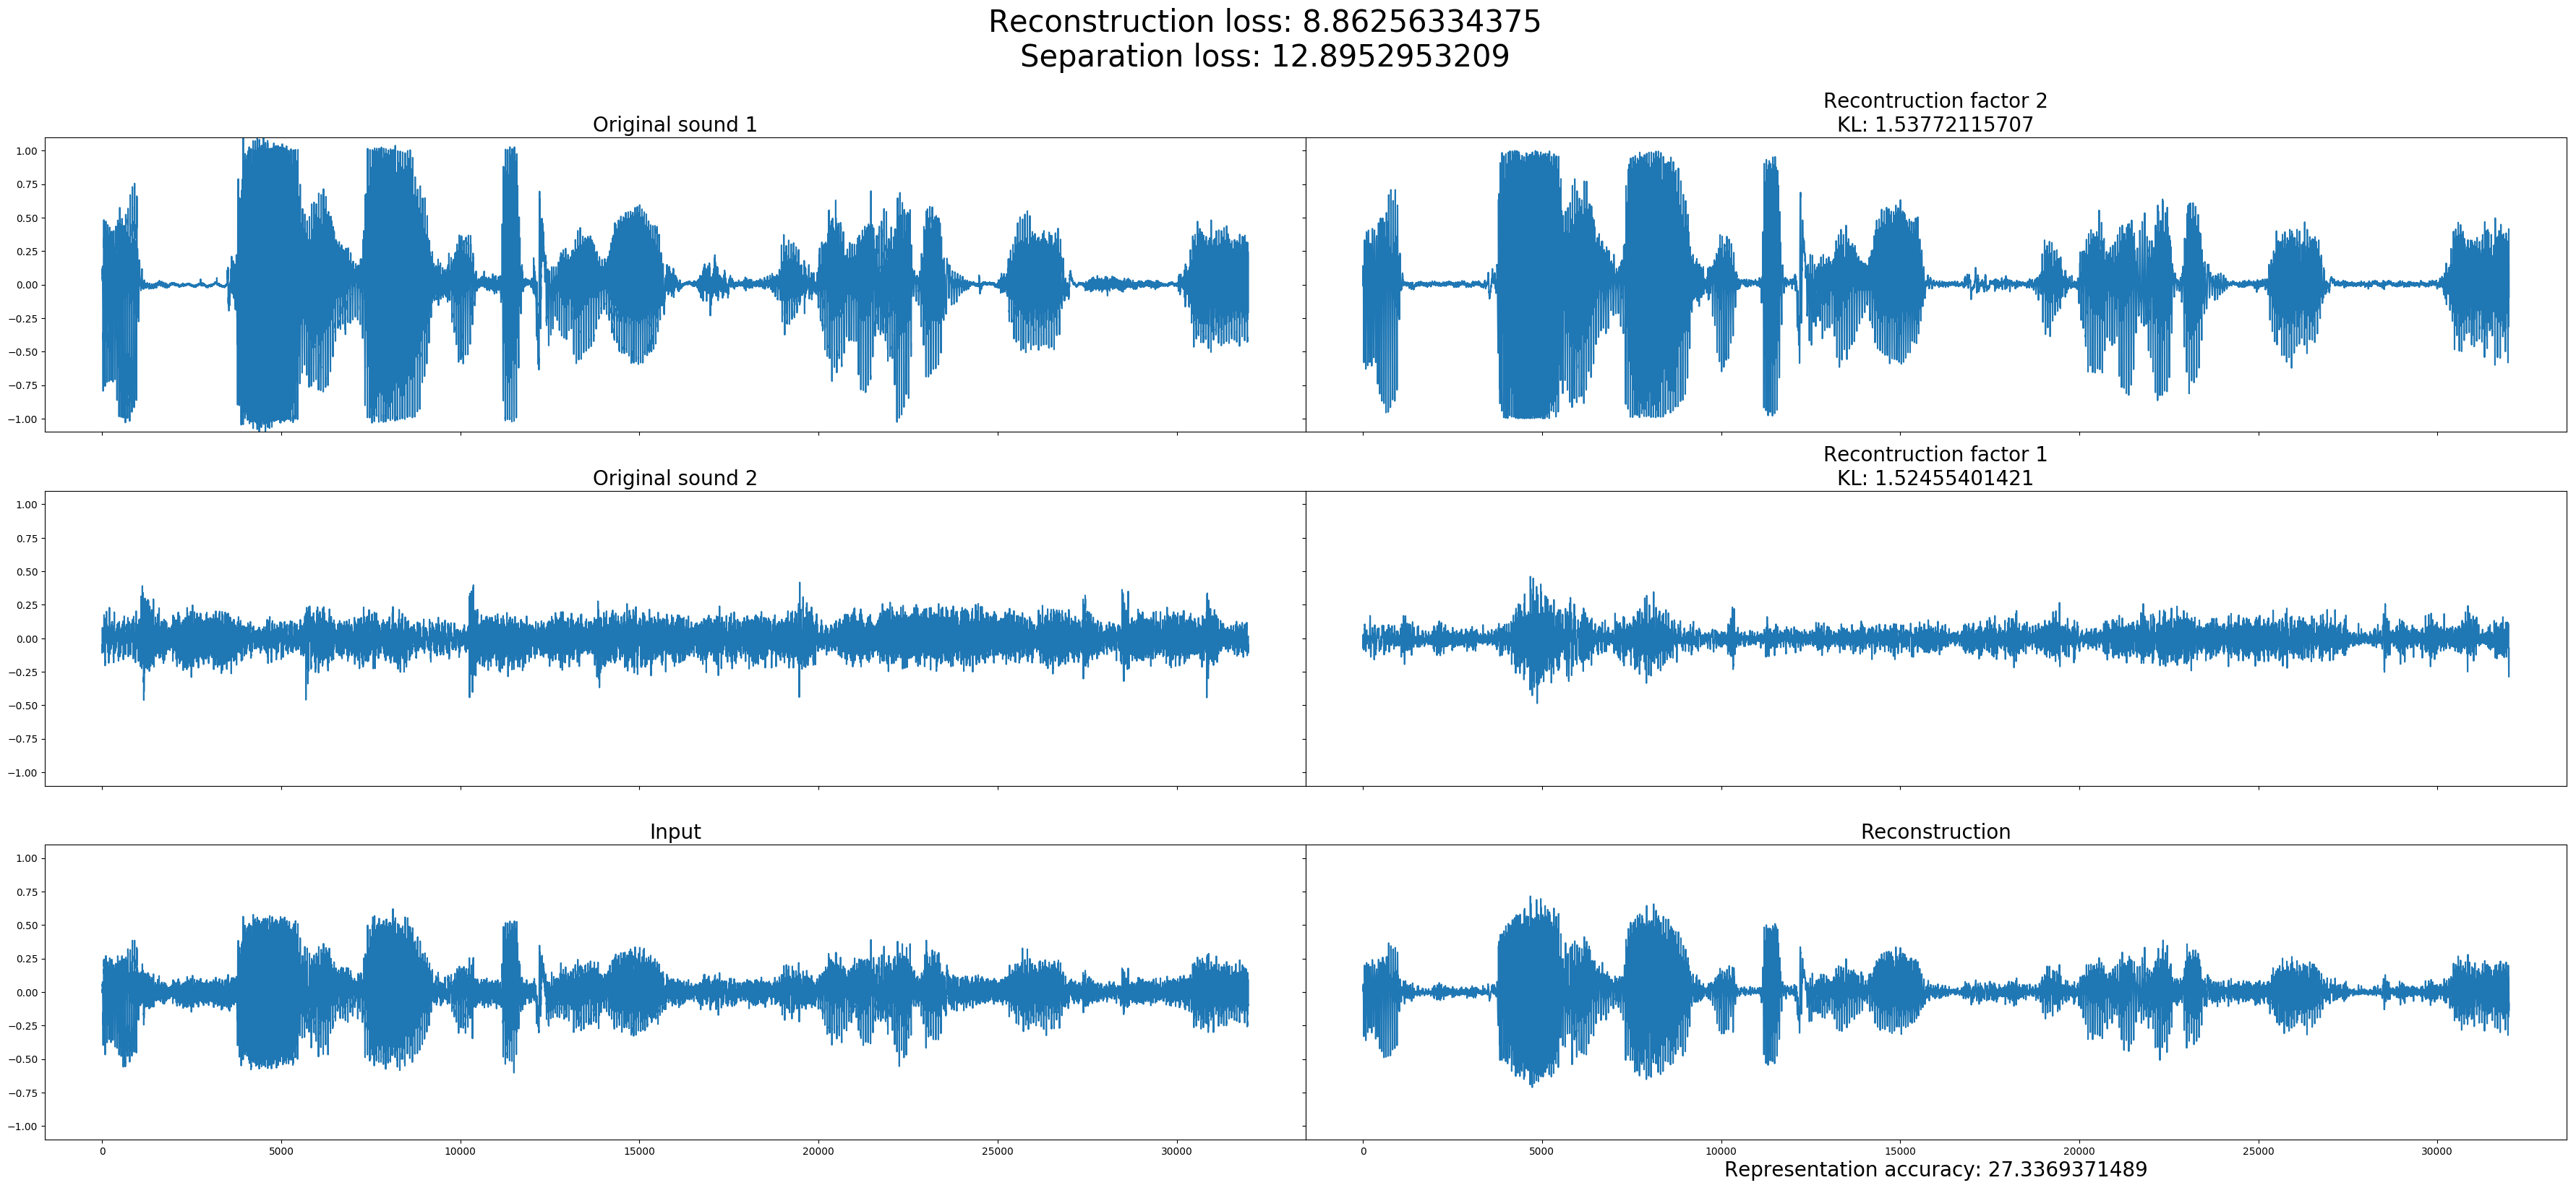 Reconstruction loss: 8.86256334375
Separation loss: 12.8952953209
Original sound 1
Recontruction factor 2
KL: 1.53772115707
1.00
0.75
0.50
0.25
0.00
−0.25
−0.50
−0.75
−1.00
Original sound 2
Recontruction factor 1
KL: 1.52455401421
1.00
0.75
0.50
0.25
0.00
−0.25
−0.50
−0.75
−1.00
Input
Reconstruction
1.00
0.75
0.50
0.25
0.00
−0.25
−0.50
−0.75
−1.00
0 5000 10000 15000 20000 25000 30000
0 5000 10000 15000 20000 25000 30000
Representation accuracy: 27.3369371489